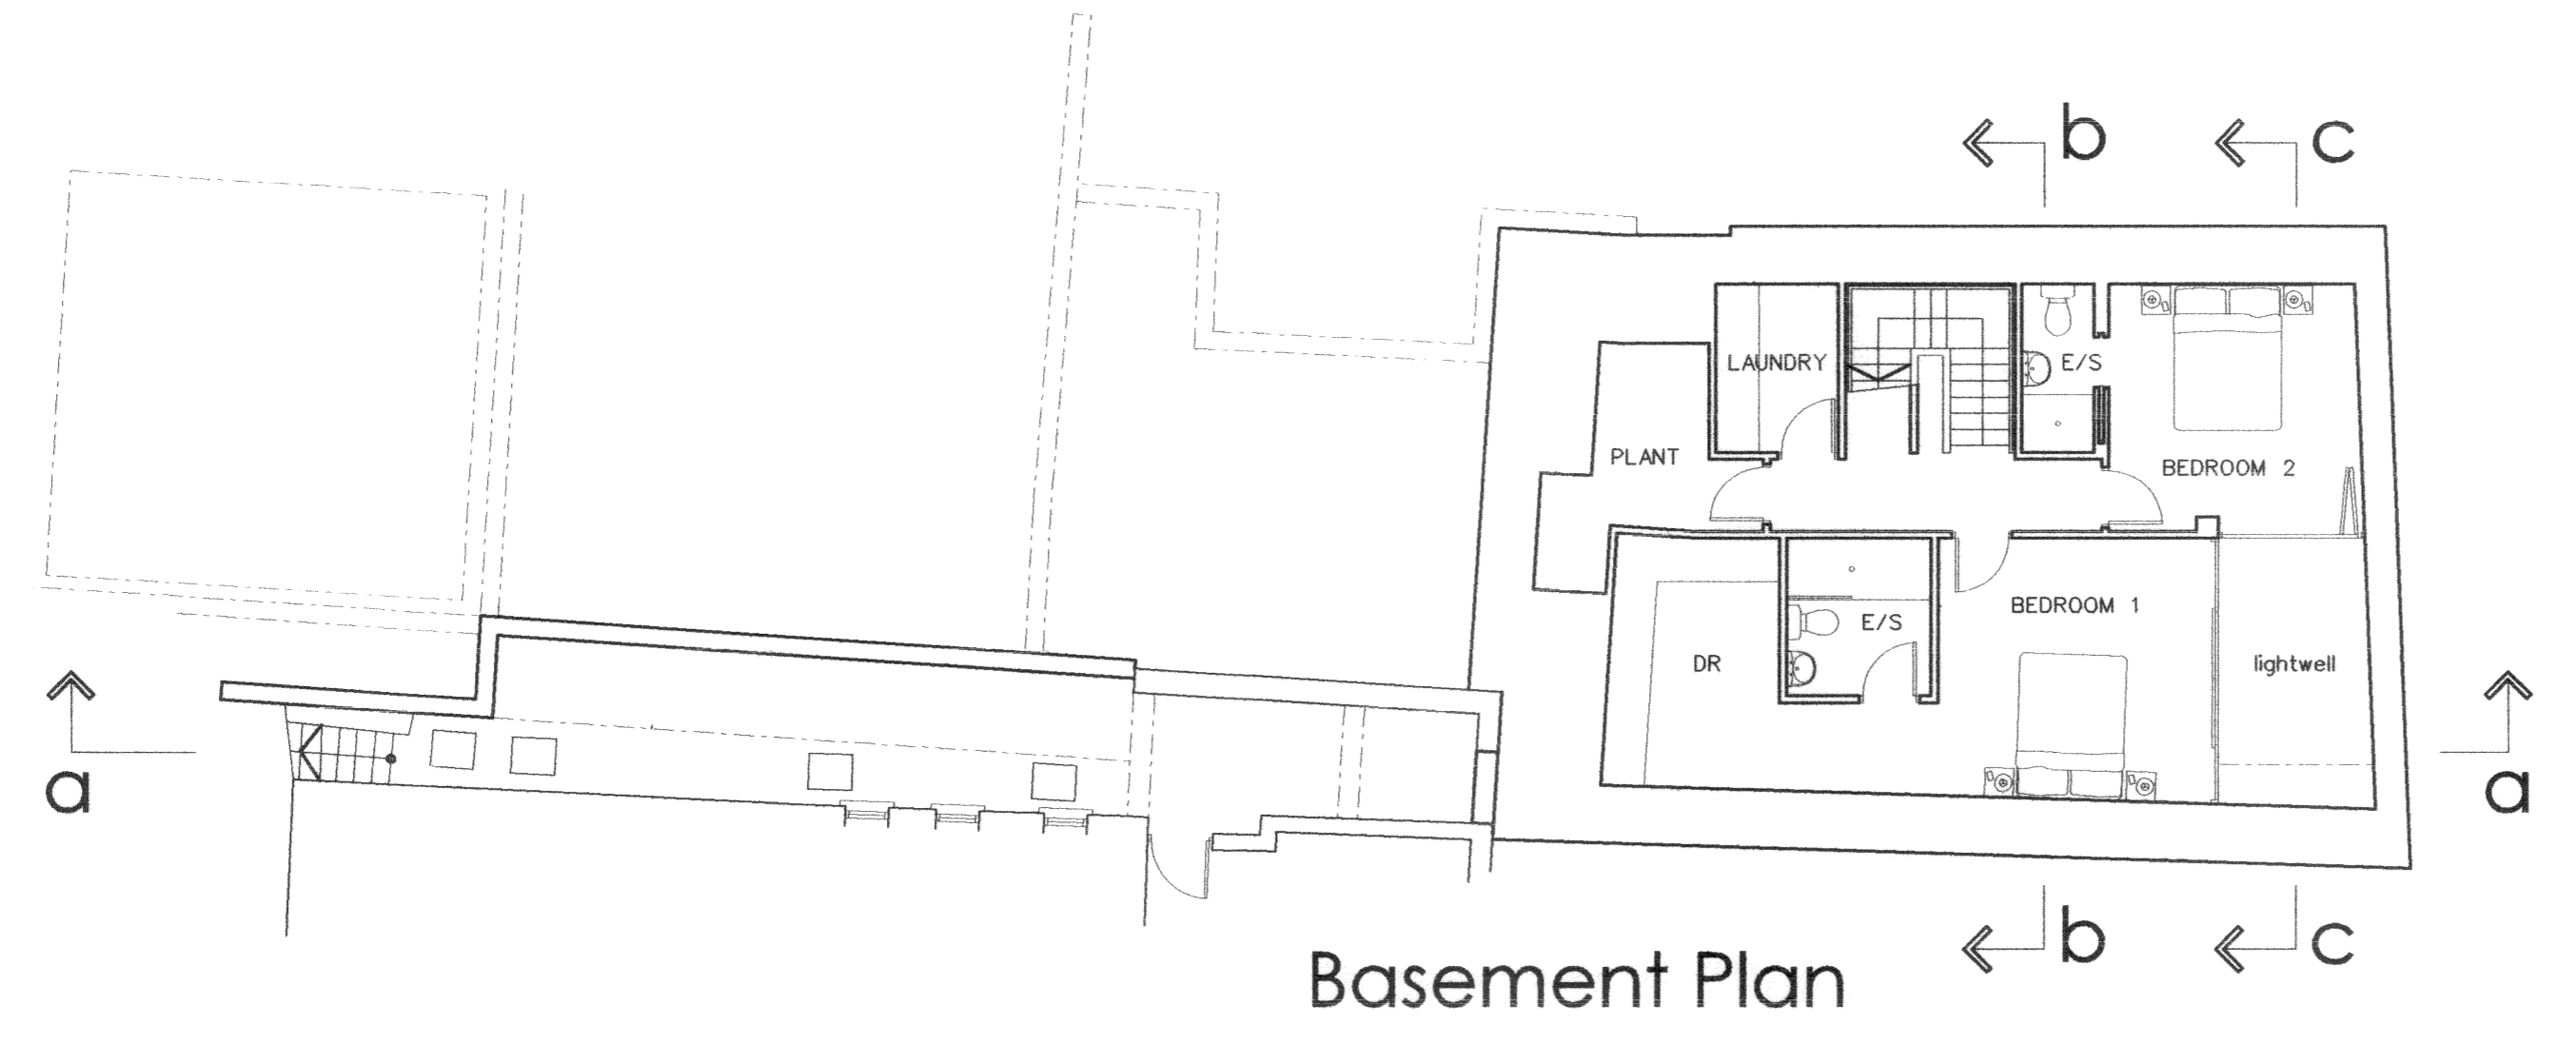 b
c
LAUNDRY
E/S
PLANT
BEDROOM 2
BEDROOM 1
E/S
DR
lightwell
a
a
b
c
Basement Plan